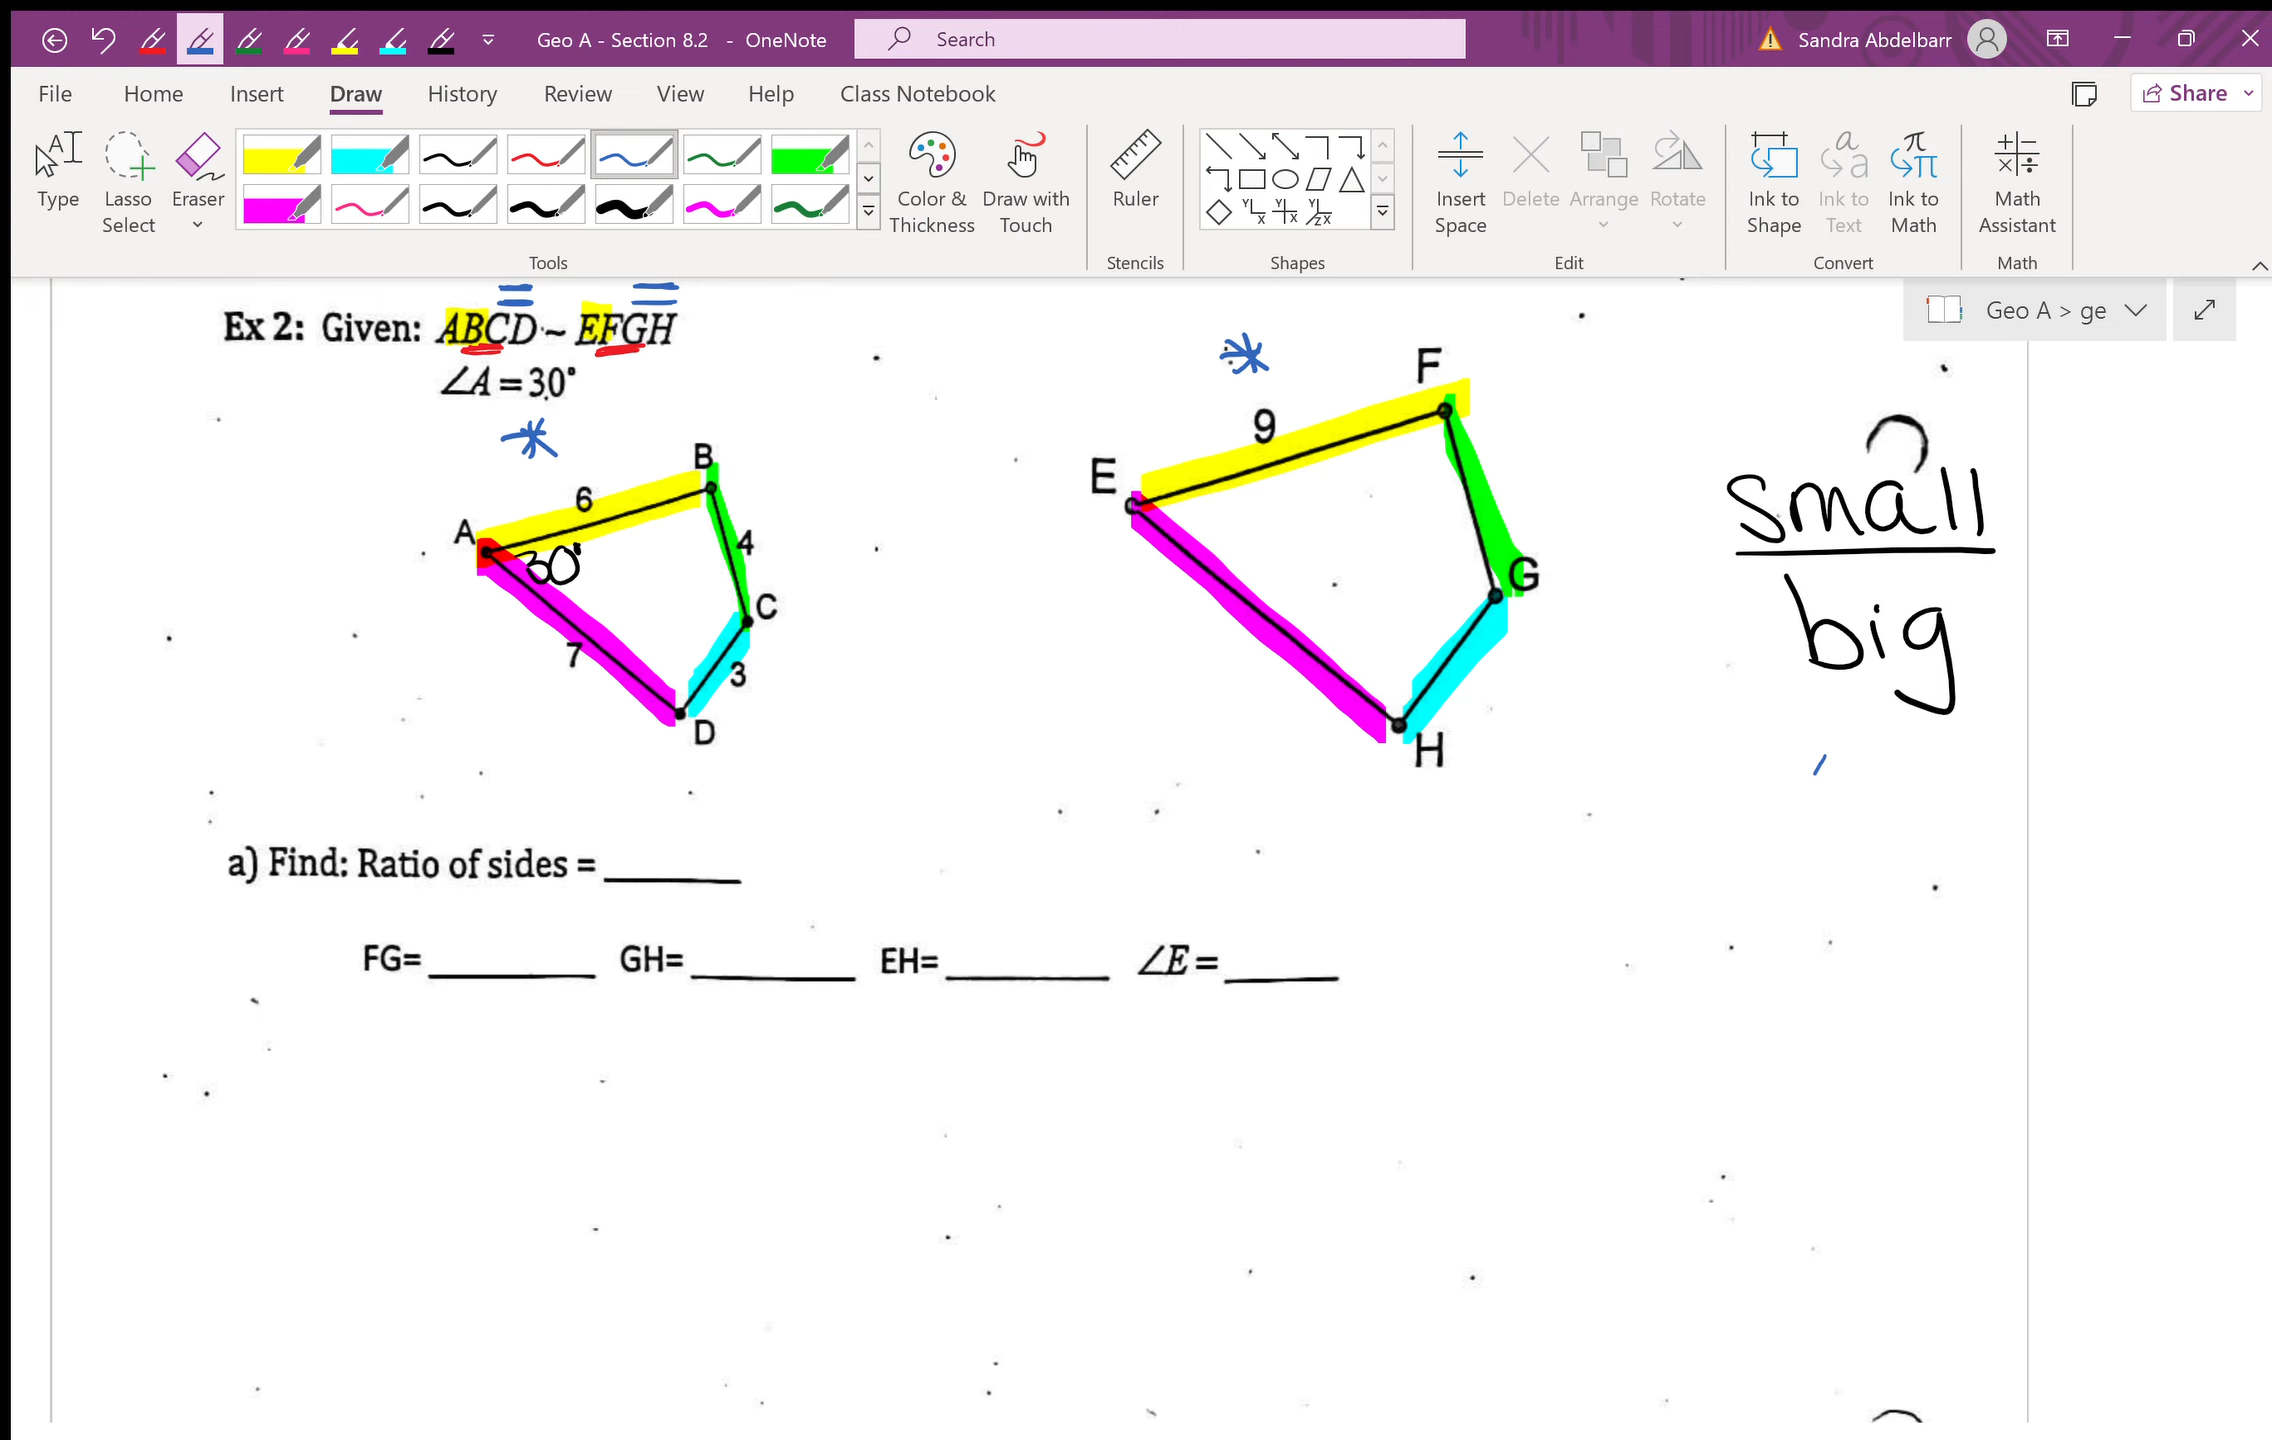 Geo A - Section 8.2 - OneNote
Search
Sandra Abdelbarr
File Home Insert Draw History Review View Help Class Notebook
Share
Type
Lasso Select
Eraser
Color & Thickness
Draw with Touch
Ruler
Insert Space
Delete
Arrange
Rotate
Ink to Shape
Ink to Text
Ink to Math
Math Assistant
Tools
Stencils
Shapes
Edit
Convert
Math
Geo A > ge
Ex 2: Given: ABCD ~ EFGH
∠A = 30°
A
B
C
D
6
4
3
7
30°
E
F
G
H
9
small
big
a) Find: Ratio of sides = ______
FG= ______ GH= ______ EH= ______ ∠E = ______